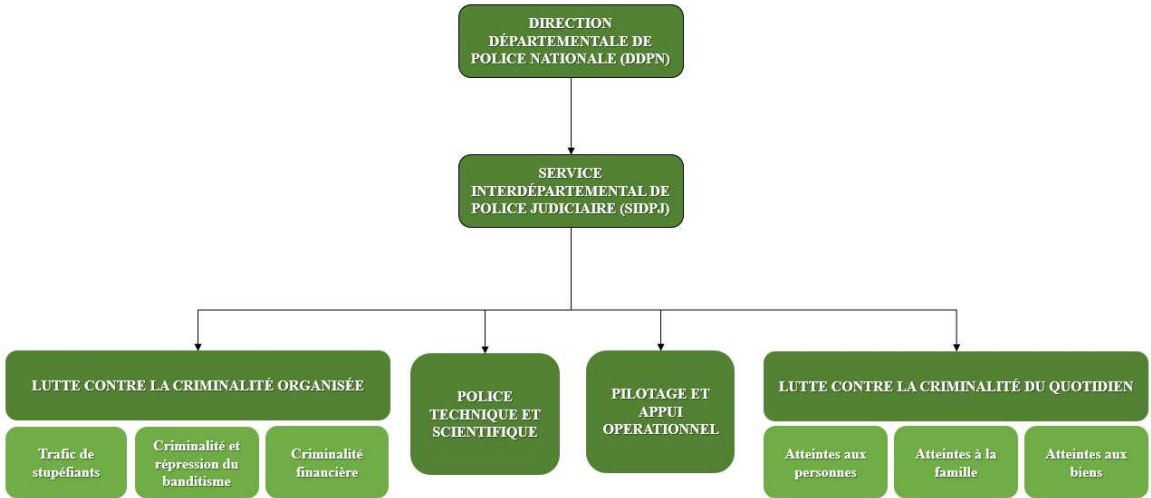 DIRECTION
DÉPARTEMENTALE DE
POLICE NATIONALE (DDPN)
SERVICE
INTERDÉPARTEMENTAL DE
POLICE JUDICIAIRE (SIDPJ)
LUTTE CONTRE LA CRIMINALITÉ ORGANISÉE
Trafic de
stupéfiants
Criminalité et
répression du
banditisme
Criminalité
financière
POLICE
TECHNIQUE ET
SCIENTIFIQUE
PILOTAGE ET
APPUI
OPERATIONNEL
LUTTE CONTRE LA CRIMINALITÉ DU QUOTIDIEN
Atteintes aux
personnes
Atteintes à la
famille
Atteintes aux
biens